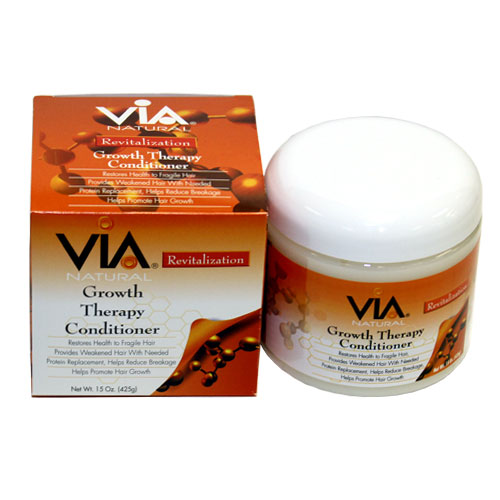 VIA
NATURAL®
Revitalization
Growth Therapy
Conditioner
Restores Health to Fragile Hair
Provides Weakened Hair With Needed
Protein Replacement, Helps Reduce Breakage
Helps Promote Hair Growth
VIA®
NATURAL
Revitalization
Growth
Therapy
Conditioner
Restores Health to Fragile Hair
Provides Weakened Hair With Needed
Protein Replacement, Helps Reduce Breakage
Helps Promote Hair Growth
Net Wt. 15 Oz. (425g)
VIA®
NATURAL
Revitalization
Growth Therapy
Conditioner
Restores Health to Fragile Hair
Provides Weakened Hair With Needed
Protein Replacement, Helps Reduce Breakage
Helps Promote Hair Growth